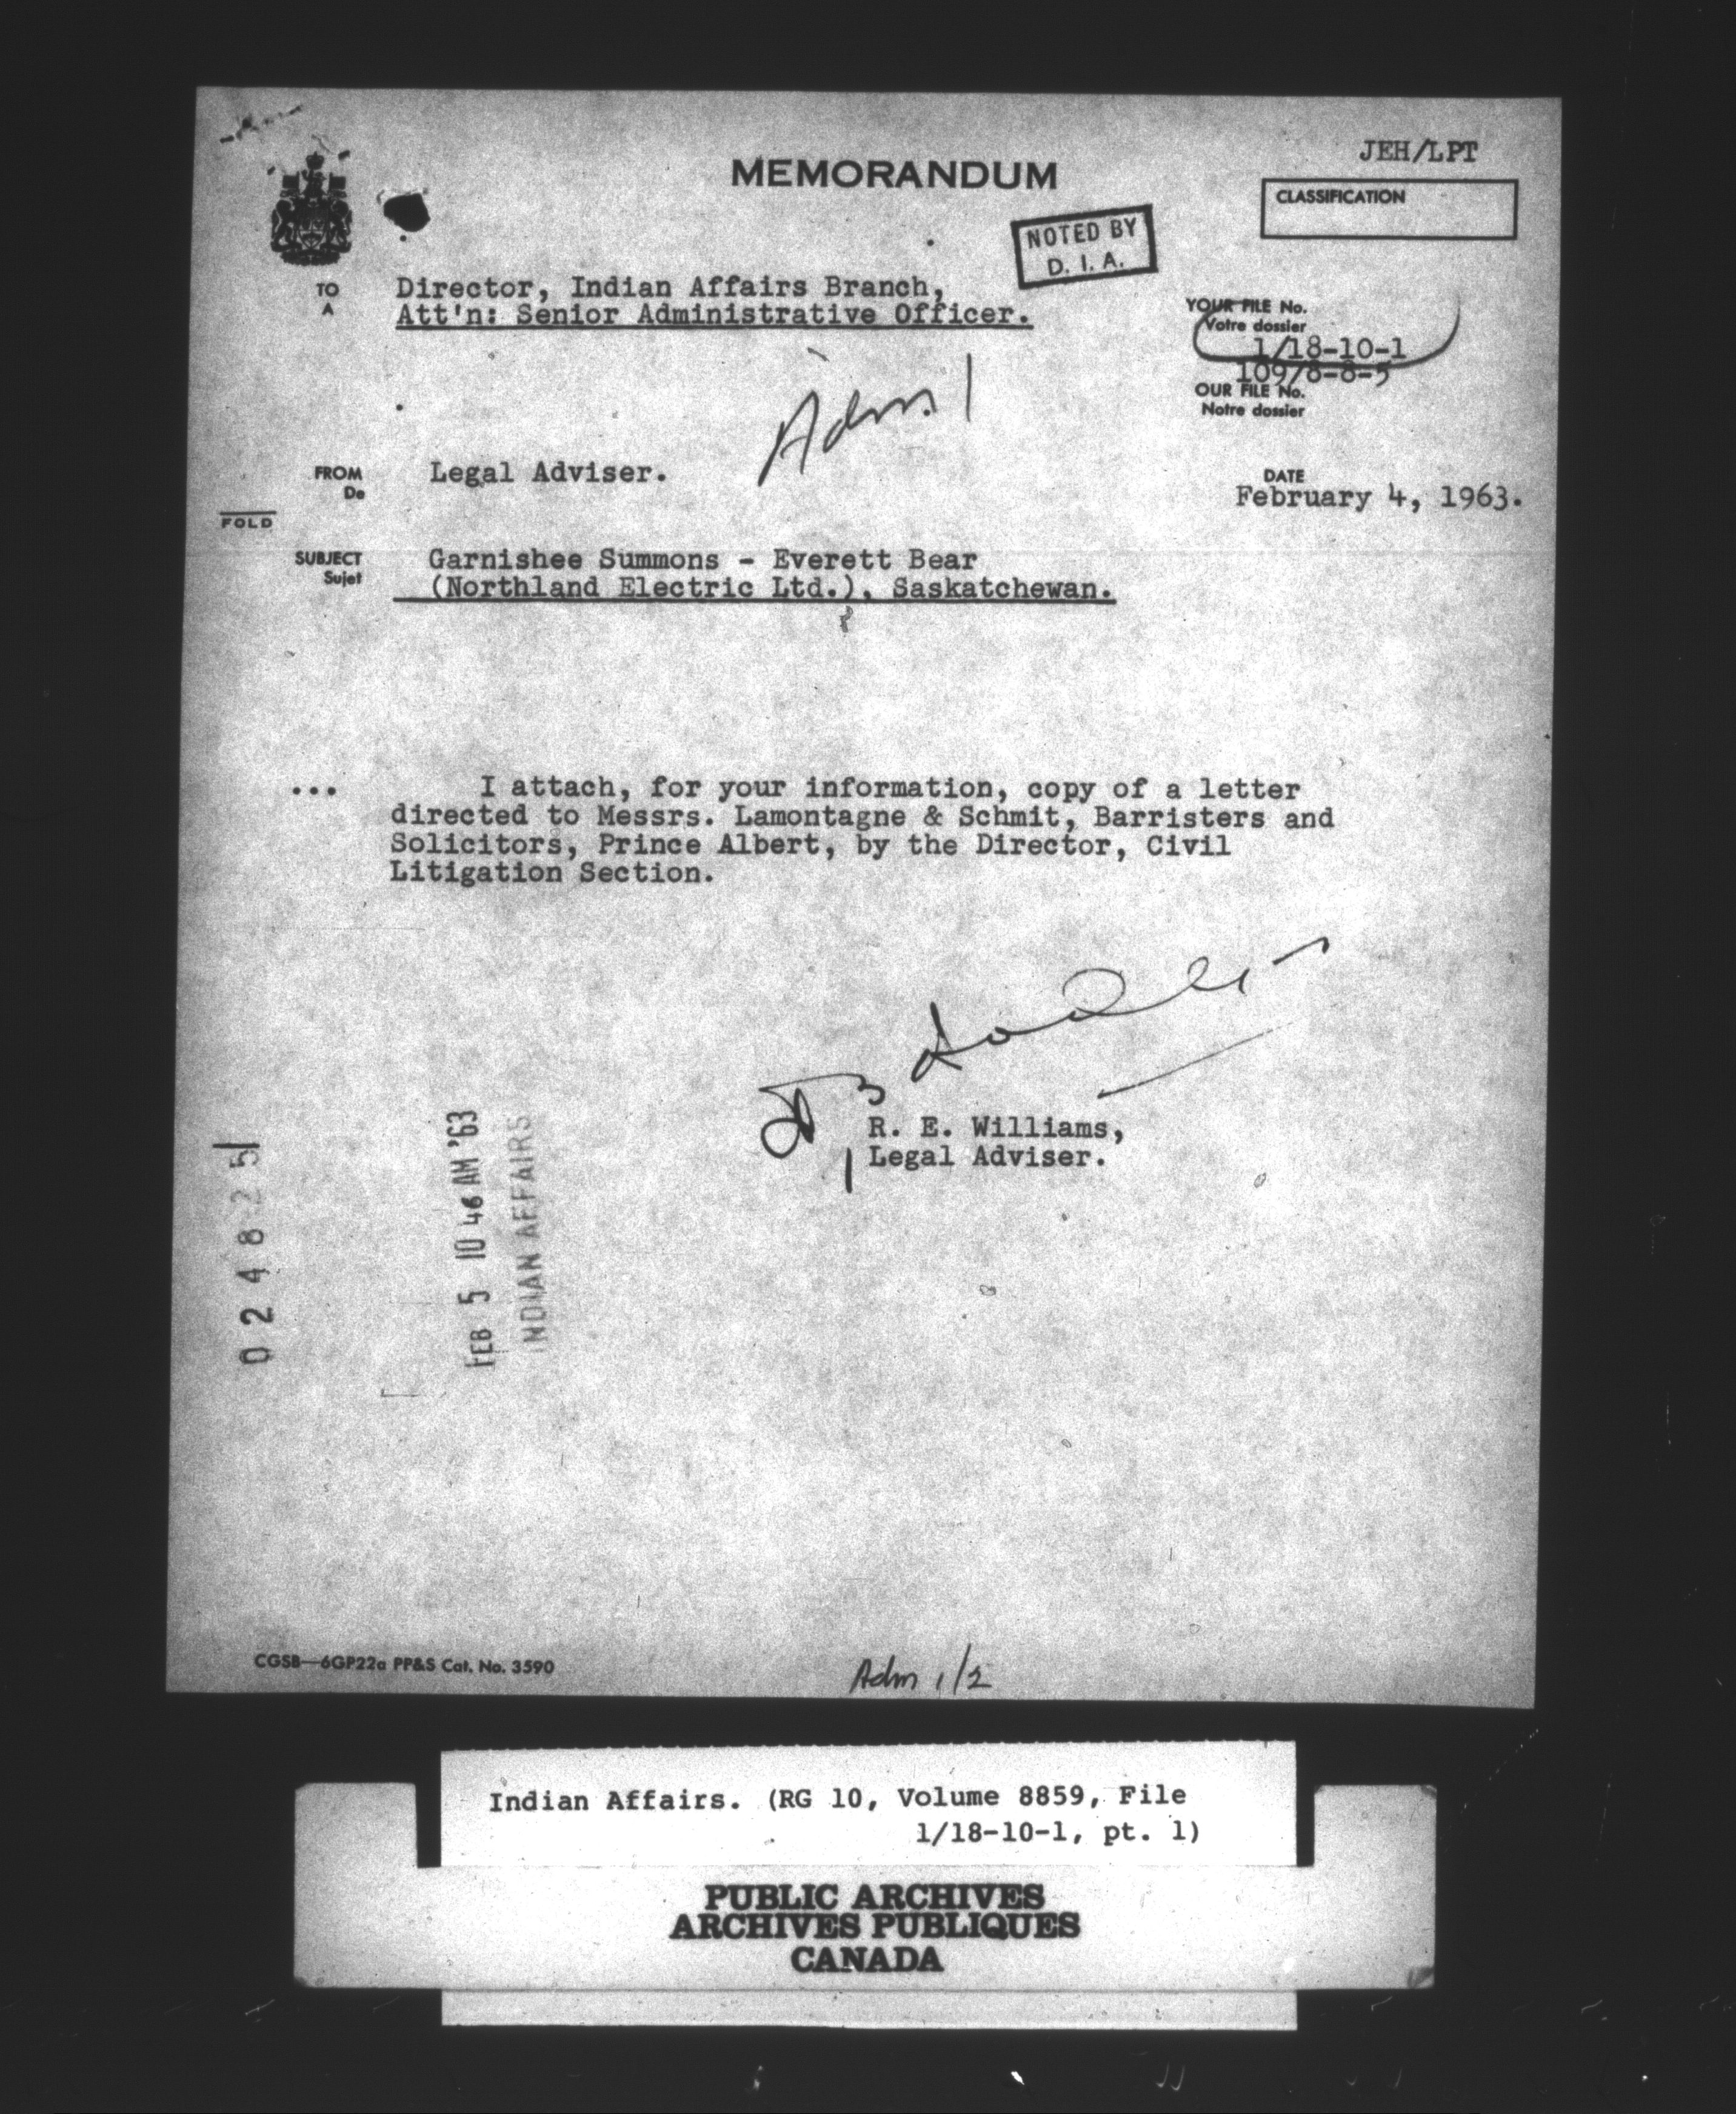 JEH/LPT
MEMORANDUM
CLASSIFICATION
NOTED BY
D. I. A.
TO
A
Director, Indian Affairs Branch,
Att'n: Senior Administrative Officer.
YOUR FILE No.
Votre dossier
1/18-10-1
109/8-8-5
OUR FILE No.
Notre dossier
Adm. 1
FROM
De
Legal Adviser.
DATE
February 4, 1963.
FOLD
SUBJECT
Sujet
Garnishee Summons - Everett Bear
(Northland Electric Ltd.), Saskatchewan.
... I attach, for your information, copy of a letter
directed to Messrs. Lamontagne & Schmit, Barristers and
Solicitors, Prince Albert, by the Director, Civil
Litigation Section.
R. E. Williams,
Legal Adviser.
024825
FEB 5 10 46 AM '63
INDIAN AFFAIRS
CGSB—6GP22a PP&S Cat. No. 3590
Adm 1/2
Indian Affairs. (RG 10, Volume 8859, File
1/18-10-1, pt. 1)
PUBLIC ARCHIVES
ARCHIVES PUBLIQUES
CANADA